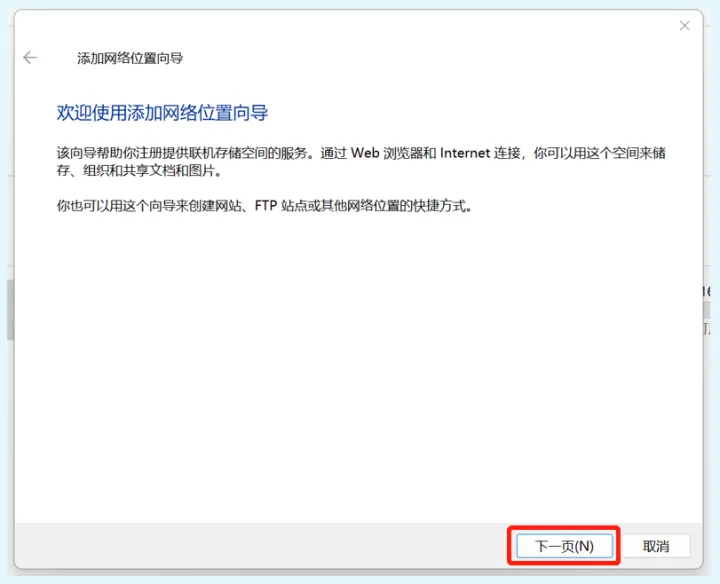 添加网络位置向导
欢迎使用添加网络位置向导
该向导帮助你注册提供联机存储空间的服务。通过 Web 浏览器和 Internet 连接，你可以用这个空间来储
存、组织和共享文档和图片。
你也可以用这个向导来创建网站、FTP 站点或其他网络位置的快捷方式。
下一页(N)
取消